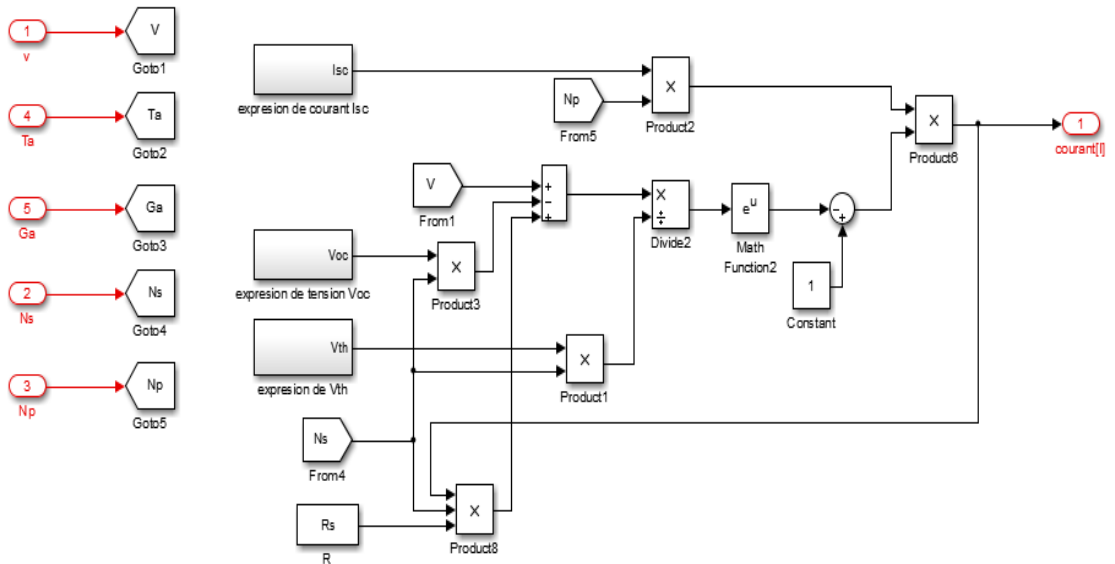 1
v
V
Goto1
4
Ta
Ta
Goto2
5
Ga
Ga
Goto3
2
Ns
Ns
Goto4
3
Np
Np
Goto5
Isc
expresion de courant Isc
Np
From5
X
Product2
X
Product6
1
courant[I]
V
From1
+
−
+
X
÷
Divide2
e^u
Math
Function2
−
+
1
Constant
Voc
expresion de tension Voc
X
Product3
Vth
expresion de Vth
X
Product1
Ns
From4
Rs
R
X
Product8